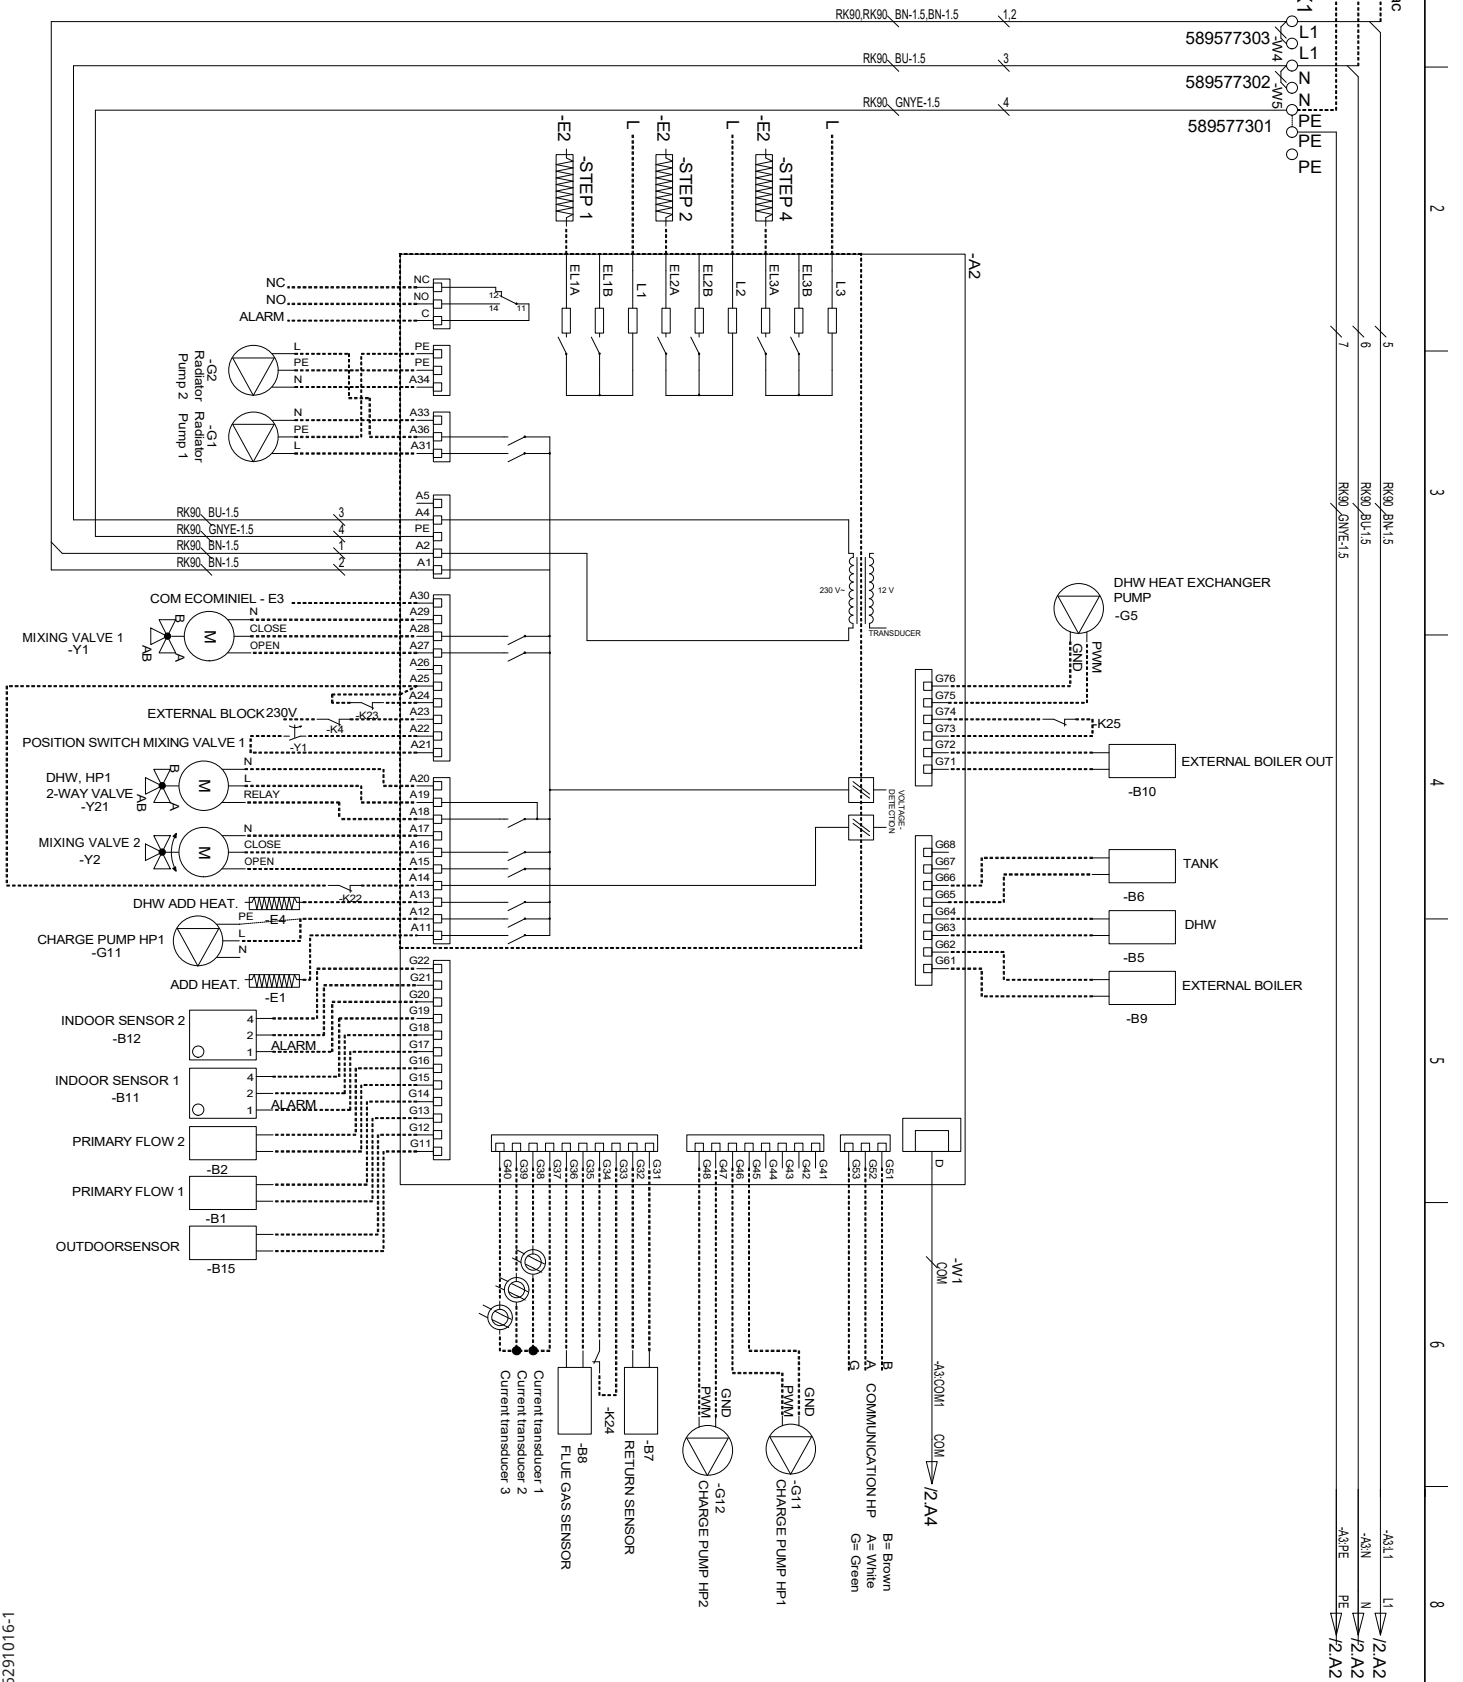 RK90,RK90 BN-1.5,BN-1.5 1,2
RK90 BU-1.5 3
RK90 GNYE-1.5 4
589577303
-W4
L1
L1
589577302
-W5
N
N
589577301
PE
PE
PE
2
3
4
5
6
8
-E2
-STEP 1
L
-E2
-STEP 2
L
-E2
-STEP 4
L
-A2
EL1A
EL1B
L1
EL2A
EL2B
L2
EL3A
EL3B
L3
NC
NO
ALARM
NC
NO
C
12
14
11
-G2
Radiator
Pump 2
L
PE
N
PE
PE
A34
-G1
Radiator
Pump 1
N
PE
L
A33
A36
A31
A5
A4
PE
A2
A1
RK90 BU-1.5 3
RK90 GNYE-1.5 4
RK90 BN-1.5 1
RK90 BN-1.5 2
230 V~
12 V
TRANSDUCER
7
6
5
RK90 GNYE-1.5
RK90 BU-1.5
RK90 BN-1.5
COM ECOMINIEL - E3
MIXING VALVE 1
-Y1
B
A
AB
M
N
CLOSE
OPEN
A30
A29
A28
A27
A26
A25
A24
A23
A22
A21
EXTERNAL BLOCK 230V
-K23
-K4
POSITION SWITCH MIXING VALVE 1
-Y1
DHW, HP1
2-WAY VALVE
-Y21
B
A
AB
M
N
L
RELAY
MIXING VALVE 2
-Y2
M
N
CLOSE
OPEN
A20
A19
A18
A17
A16
A15
A14
A13
A12
A11
-K22
DHW ADD HEAT.
-E4
CHARGE PUMP HP1
-G11
PE
L
N
ADD HEAT.
-E1
VOLTAGE-
DETECTION
DHW HEAT EXCHANGER
PUMP
-G5
GND
PWM
G76
G75
G74
G73
G72
G71
-K25
EXTERNAL BOILER OUT
-B10
G68
G67
G66
G65
G64
G63
G62
G61
TANK
-B6
DHW
-B5
EXTERNAL BOILER
-B9
G22
G21
G20
G19
G18
G17
G16
G15
G14
G13
G12
G11
INDOOR SENSOR 2
-B12
4
2
1
ALARM
INDOOR SENSOR 1
-B11
4
2
1
ALARM
PRIMARY FLOW 2
-B2
PRIMARY FLOW 1
-B1
OUTDOORSENSOR
-B15
G40
G39
G38
G37
G36
G35
G34
G33
G32
G31
G48
G47
G46
G45
G44
G43
G42
G41
G53
G52
G51
D
Current transducer 1
Current transducer 2
Current transducer 3
-B8
FLUE GAS SENSOR
-K24
-B7
RETURN SENSOR
PWM
GND
-G12
CHARGE PUMP HP2
PWM
GND
-G11
CHARGE PUMP HP1
G
A
B
COMMUNICATION HP
B= Brown
A= White
G= Green
-W1
COM
-A3:COM1
COM
/2.A4
-A3:PE PE /2.A2
-A3:N N /2.A2
-A3:L1 L1 /2.A2